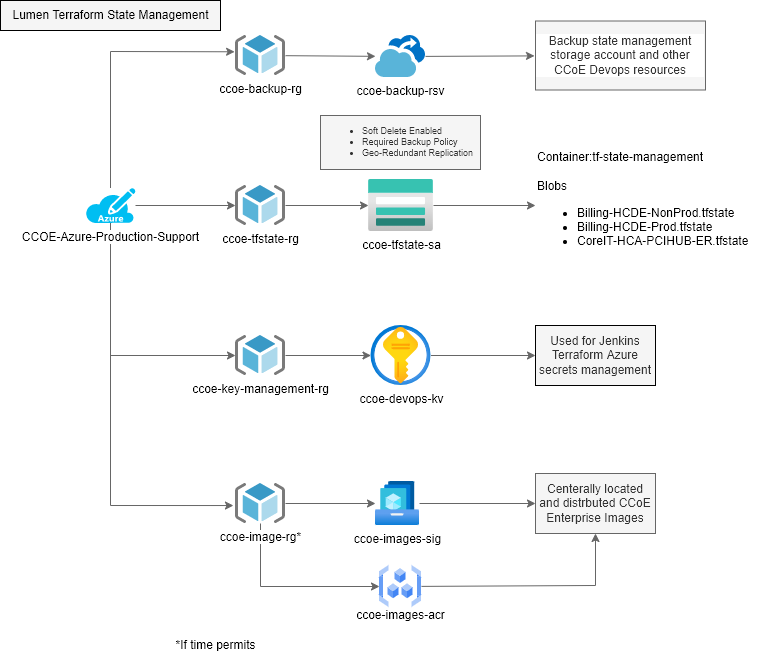 Lumen Terraform State Management
ccoe-backup-rg
ccoe-backup-rsv
Backup state management
storage account and other
CCoE Devops resources
• Soft Delete Enabled
• Required Backup Policy
• Geo-Redundant Replication
Azure
CCOE-Azure-Production-Support
ccoe-tfstate-rg
ccoe-tfstate-sa
Container:tf-state-management
Blobs
• Billing-HCDE-NonProd.tfstate
• Billing-HCDE-Prod.tfstate
• CoreIT-HCA-PCIHUB-ER.tfstate
ccoe-key-management-rg
ccoe-devops-kv
Used for Jenkins
Terraform Azure
secrets management
ccoe-image-rg*
ccoe-images-sig
Centerally located
and distrbuted CCoE
Enterprise Images
ccoe-images-acr
*If time permits